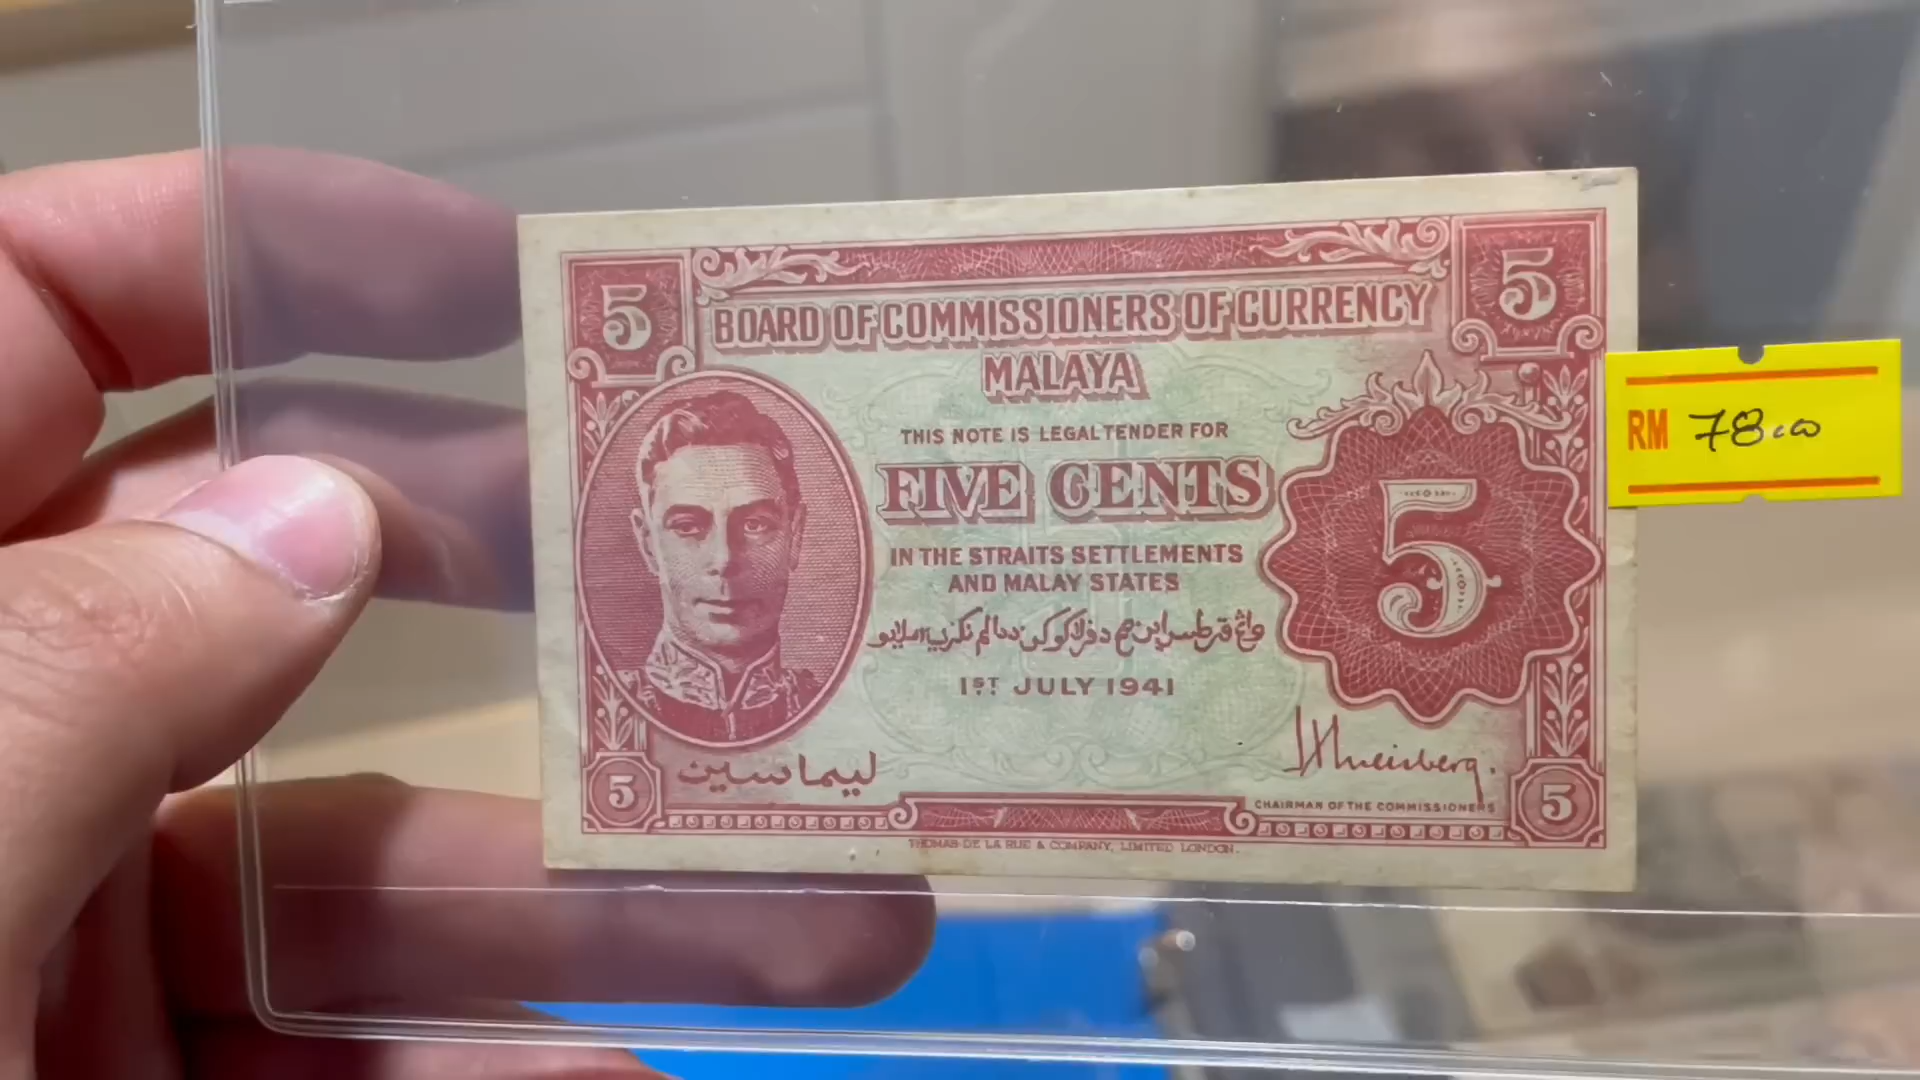 5
5
BOARD OF COMMISSIONERS OF CURRENCY
MALAYA
THIS NOTE IS LEGAL TENDER FOR
FIVE CENTS
IN THE STRAITS SETTLEMENTS
AND MALAY STATES
1ST JULY 1941
5
RM 78.00
ليما سين
CHAIRMAN OF THE COMMISSIONERS
5
5
THOMAS DE LA RUE & COMPANY, LIMITED LONDON.